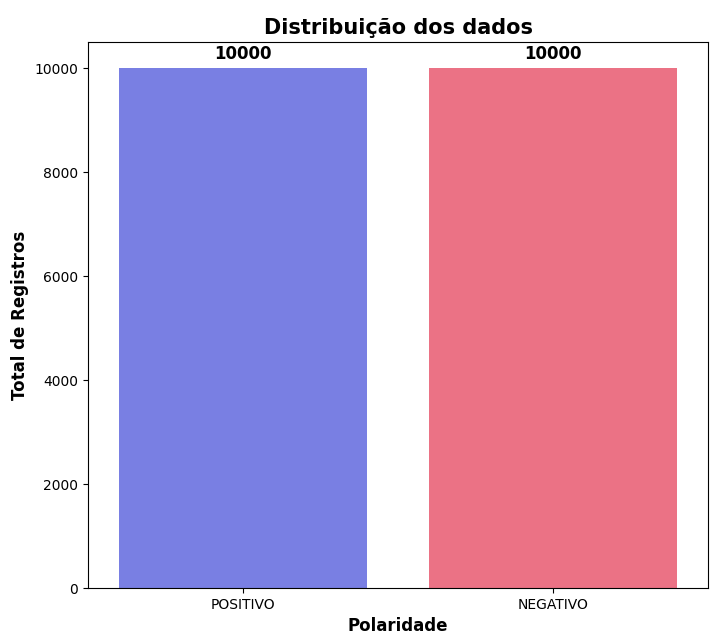 Distribuição dos dados
10000
10000
10000
8000
6000
4000
2000
0
Total de Registros
POSITIVO
NEGATIVO
Polaridade